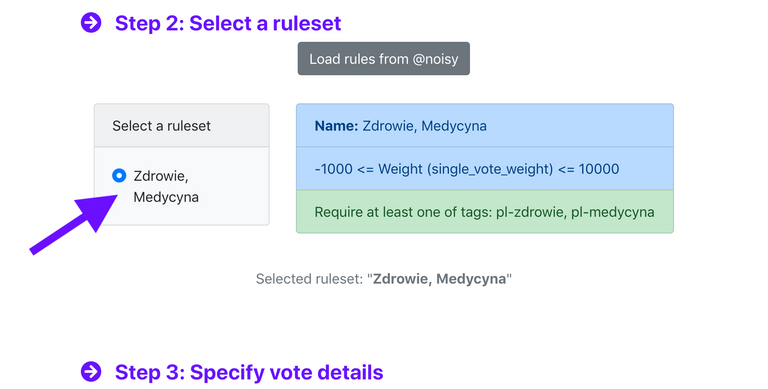 Step 2: Select a ruleset
Load rules from @noisy
Select a ruleset
Zdrowie,
Medycyna
Name: Zdrowie, Medycyna
-1000 <= Weight (single_vote_weight) <= 10000
Require at least one of tags: pl-zdrowie, pl-medycyna
Selected ruleset: "Zdrowie, Medycyna"
Step 3: Specify vote details